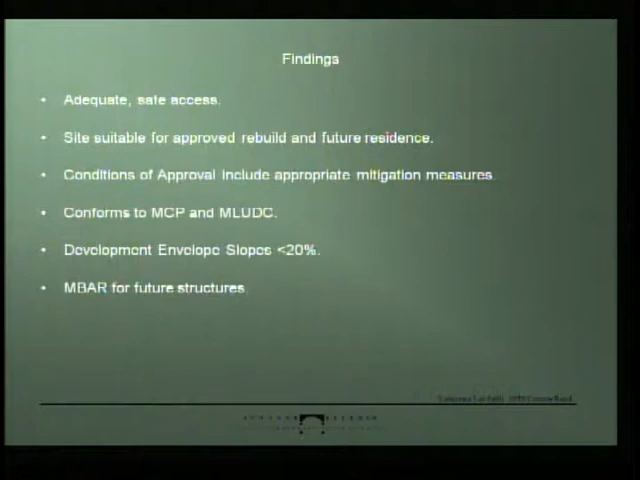 Findings
• Adequate, safe access.
• Site suitable for approved rebuild and future residence.
• Conditions of Approval include appropriate mitigation measures.
• Conforms to MCP and MLUDC.
• Development Envelope Slopes <20%.
• MBAR for future structures.